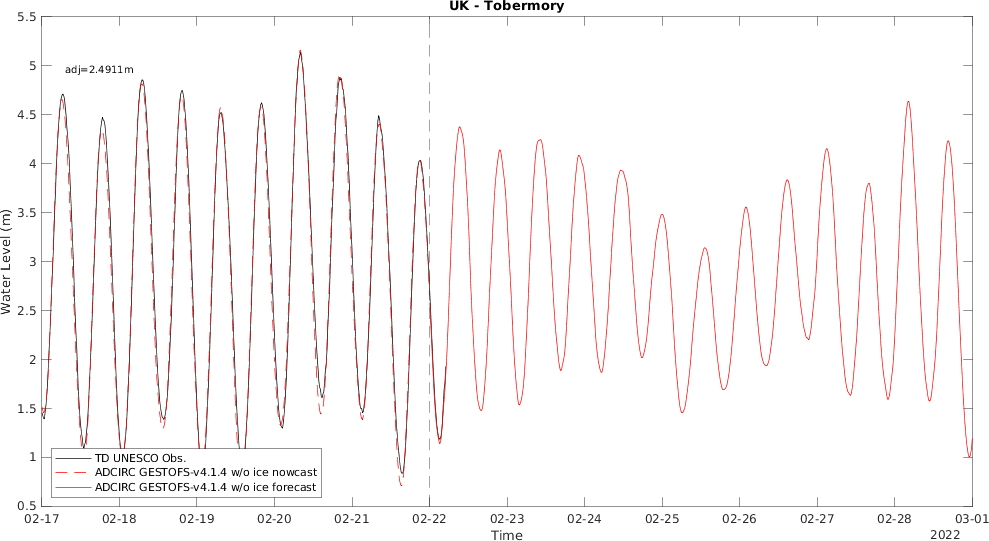 UK - Tobermory
5.5
5
4.5
4
3.5
3
2.5
2
1.5
1
0.5
Water Level (m)
adj=2.4911m
TD UNESCO Obs.
ADCIRC GESTOFS-v4.1.4 w/o ice nowcast
ADCIRC GESTOFS-v4.1.4 w/o ice forecast
02-17 02-18 02-19 02-20 02-21 02-22 02-23 02-24 02-25 02-26 02-27 02-28 03-01
Time
2022